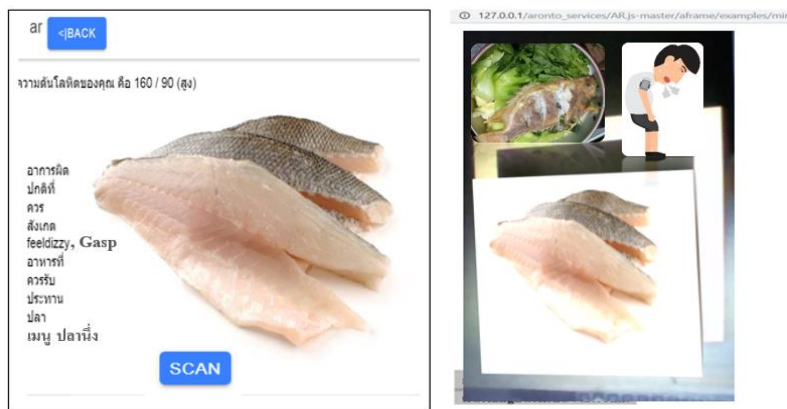 ar
<|BACK
ความดันโลหิตของคุณ คือ 160 / 90 (สูง)
อาการผิด
ปกติที่
ควร
สังเกต
feeldizzy, Gasp
อาหารที่
ควรรับ
ประทาน
ปลา
เมนู ปลานึ่ง
SCAN
127.0.0.1/aronto_services/AR.js-master/aframe/examples/mi